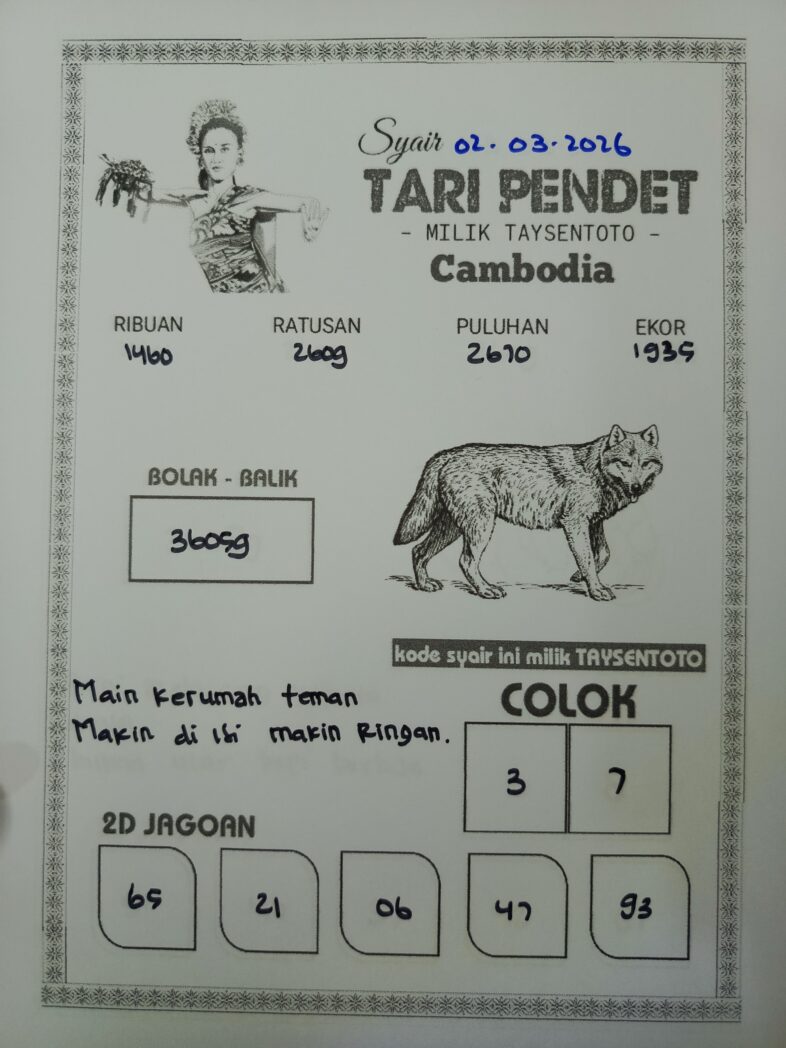 Syair 02.03.2026
TARI PENDET
- MILIK TAYSENTOTO -
Cambodia
RIBUAN RATUSAN PULUHAN EKOR
1460 2609 2670 1935
BOLAK - BALIK
36059
kode syair ini milik TAYSENTOTO
Main kerumah teman
Makin di isi makin Ringan.
COLOK
3 7
2D JAGOAN
65 21 06 47 93